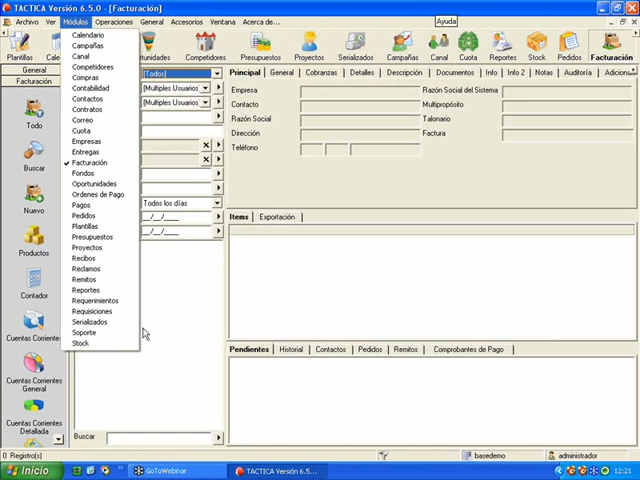 TACTICA Versión 6.5.0 - [Facturación]
Archivo Ver Módulos Operaciones General Accesorios Ventana Acerca de...
Ayuda
Plantillas
Competidores Presupuestos Proyectos Serializados Campañas Canal Cuota Reportes Stock Pedidos Facturación
General
Facturación
Todo
Buscar
Nuevo
Productos
Contador
Cuentas Corrientes
General
Cuentas Corrientes
Detallada
Calendario
Campañas
Canal
Competidores
Compras
Contabilidad
Contactos
Contratos
Correo
Cuota
Empresas
Entregas
Facturación
Fondos
Oportunidades
Ordenes de Pago
Pagos
Pedidos
Plantillas
Presupuestos
Proyectos
Recibos
Reclamos
Remitos
Reportes
Requerimientos
Requisiciones
Serializados
Soporte
Stock
[Todos]
[Multiples Usuarios]
[Multiples Usuarios]
Todos los días
__/__/____
__/__/____
Buscar
Principal General Cobranzas Detalles Descripción Documentos Info Info 2 Notas Auditoría
Empresa
Contacto
Razón Social
Dirección
Teléfono
Razón Social del Sistema
Multipropósito
Talonario
Factura
Items Exportación
Pendientes Historial Contactos Pedidos Remitos Comprobantes de Pago
0 Registro(s) basedemo administrador
Inicio GoToWebinar TACTICA Versión 6.5.... 12:21